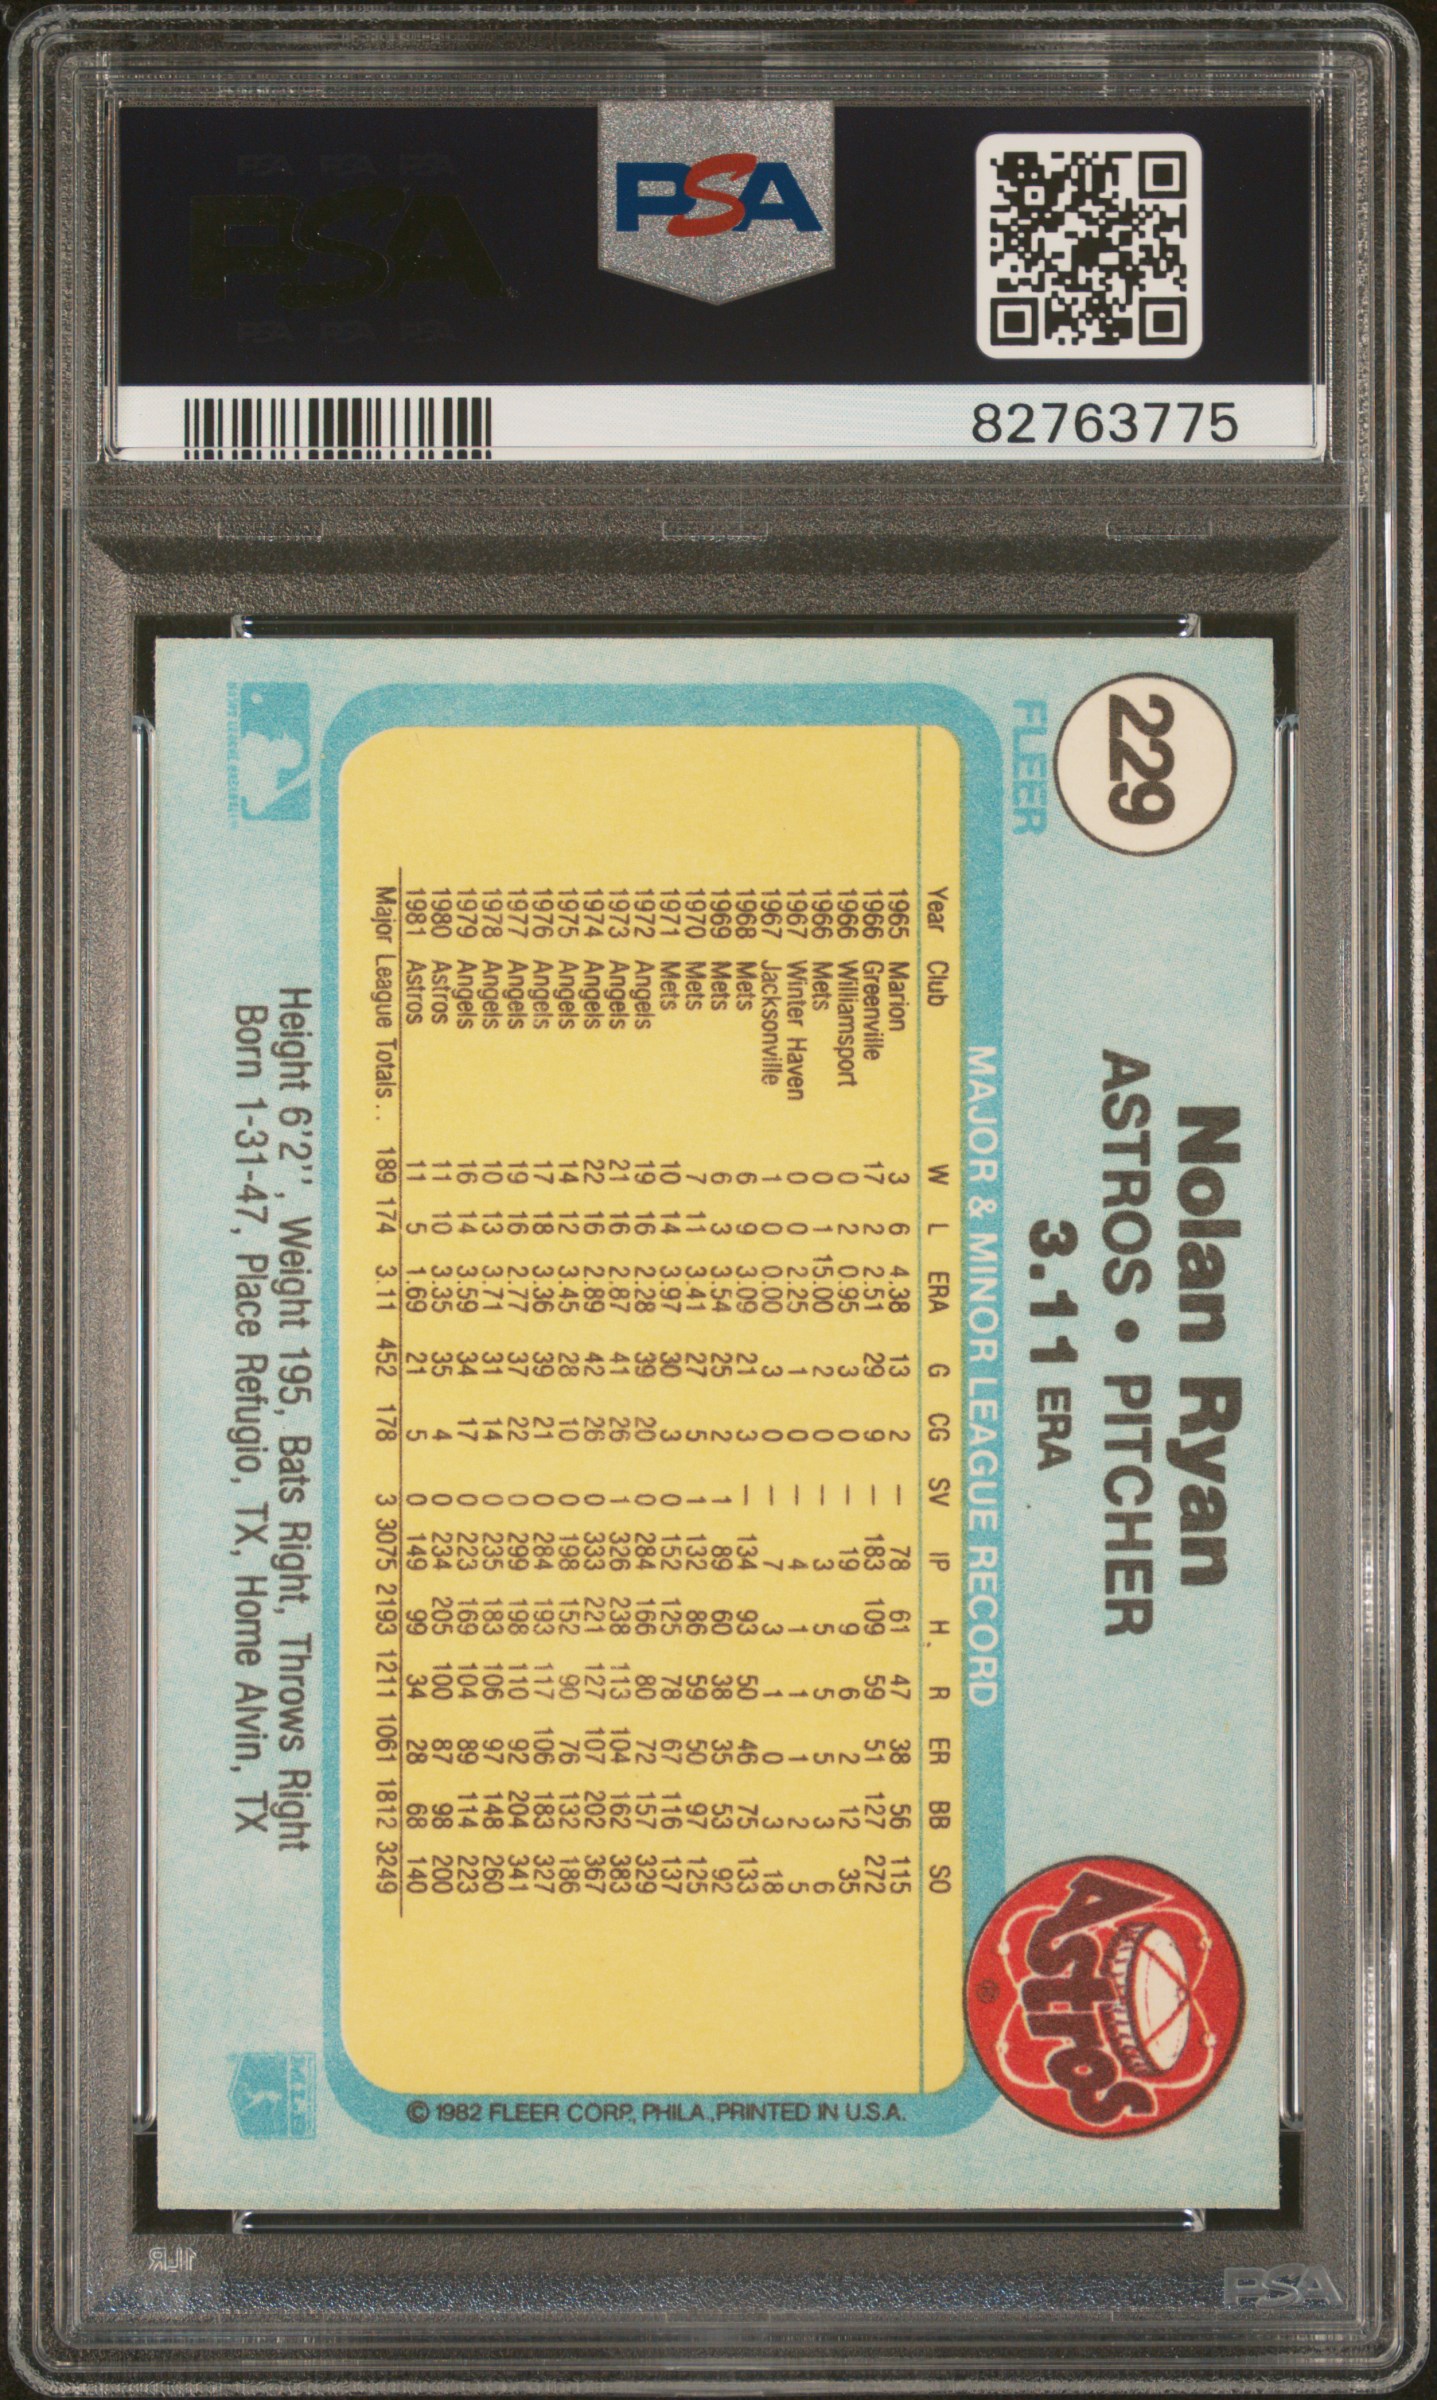 PSA PSA PSA
PSA
PSA PSA PSA
PSA
82763775
229
FLEER
Nolan Ryan
ASTROS • PITCHER
3.11 ERA
Astros
MAJOR & MINOR LEAGUE RECORD
Year Club W L ERA G CG SV IP H. R ER BB SO
1965 Marion 3 6 4.38 13 2 — 78 61 47 38 56 115
1966 Greenville 17 2 2.51 29 9 — 183 109 59 51 127 272
1966 Williamsport 0 2 0.95 3 0 — 19 9 6 2 12 35
1966 Mets 0 1 15.00 2 0 — 3 5 5 5 3 6
1967 Winter Haven 0 0 2.25 1 0 — 4 1 1 1 2 5
1967 Jacksonville 1 0 0.00 3 0 — 7 3 1 0 3 18
1968 Mets 6 9 3.09 21 3 — 134 93 50 46 75 133
1969 Mets 6 3 3.54 25 2 1 89 60 38 35 53 92
1970 Mets 7 11 3.41 27 5 1 132 86 59 50 97 125
1971 Mets 10 14 3.97 30 3 0 152 125 78 67 116 137
1972 Angels 19 16 2.28 39 20 0 284 166 80 72 157 329
1973 Angels 21 16 2.87 41 26 1 326 238 113 104 162 383
1974 Angels 22 16 2.89 42 26 0 333 221 127 107 202 367
1975 Angels 14 12 3.45 28 10 0 198 152 90 76 132 186
1976 Angels 17 18 3.36 39 21 0 284 193 117 106 183 327
1977 Angels 19 16 2.77 37 22 0 299 198 110 92 204 341
1978 Angels 10 13 3.71 31 14 0 235 183 106 97 148 260
1979 Angels 16 14 3.59 34 17 0 223 169 104 89 114 223
1980 Astros 11 10 3.35 35 4 0 234 205 100 87 98 200
1981 Astros 11 5 1.69 21 5 0 149 99 34 28 68 140
Major League Totals . . 189 174 3.11 452 178 3 3075 2193 1211 1061 1812 3249
© 1982 FLEER CORP., PHILA., PRINTED IN U.S.A.
Height 6'2'', Weight 195, Bats Right, Throws Right
Born 1-31-47, Place Refugio, TX, Home Alvin, TX
1LR
PSA